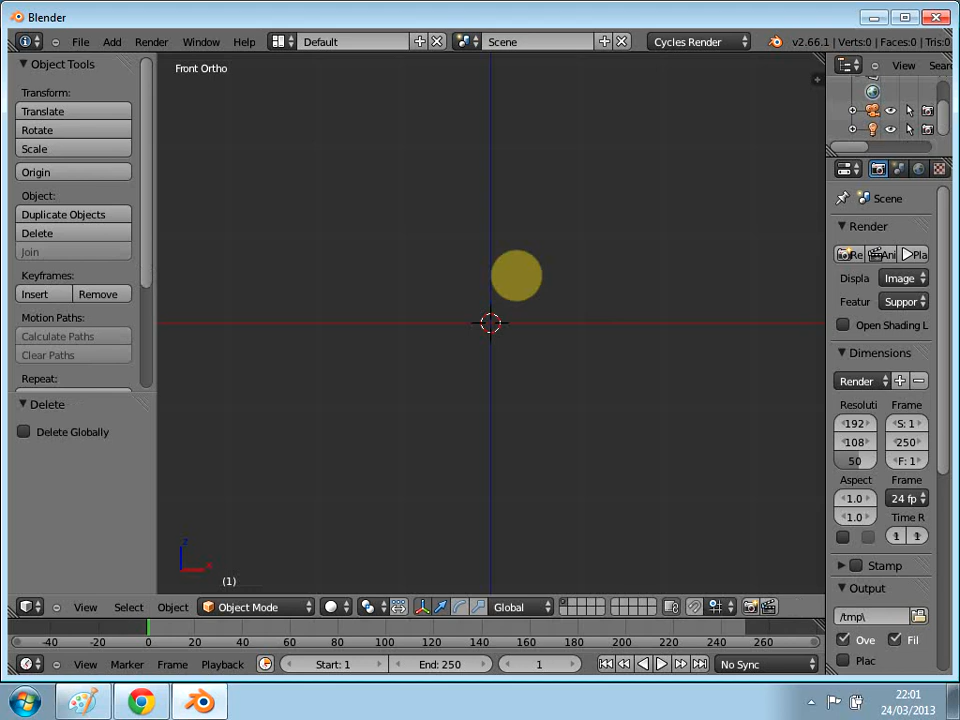 Blender
File Add Render Window Help Default Scene Cycles Render v2.66.1 | Verts:0 | Faces:0 | Tris:0
Object Tools
Front Ortho
View Sear
Transform:
Translate
Rotate
Scale
Origin
Object:
Duplicate Objects
Delete
Join
Keyframes:
Insert Remove
Motion Paths:
Calculate Paths
Clear Paths
Repeat:
Delete
Delete Globally
Scene
Render
Re Ani Pla
Displa Image
Featur Suppor
Open Shading L
Dimensions
Render
Resoluti Frame
192 S: 1
108 250
50 F: 1
Aspect Frame
1.0 24 fp
1.0 Time R
1 1
Stamp
Output
/tmp\
Ove Fil
Plac
z
x
(1)
View Select Object Object Mode Global
-40 -20 0 20 40 60 80 100 120 140 160 180 200 220 240 260
View Marker Frame Playback Start: 1 End: 250 1 No Sync
22:01
24/03/2013